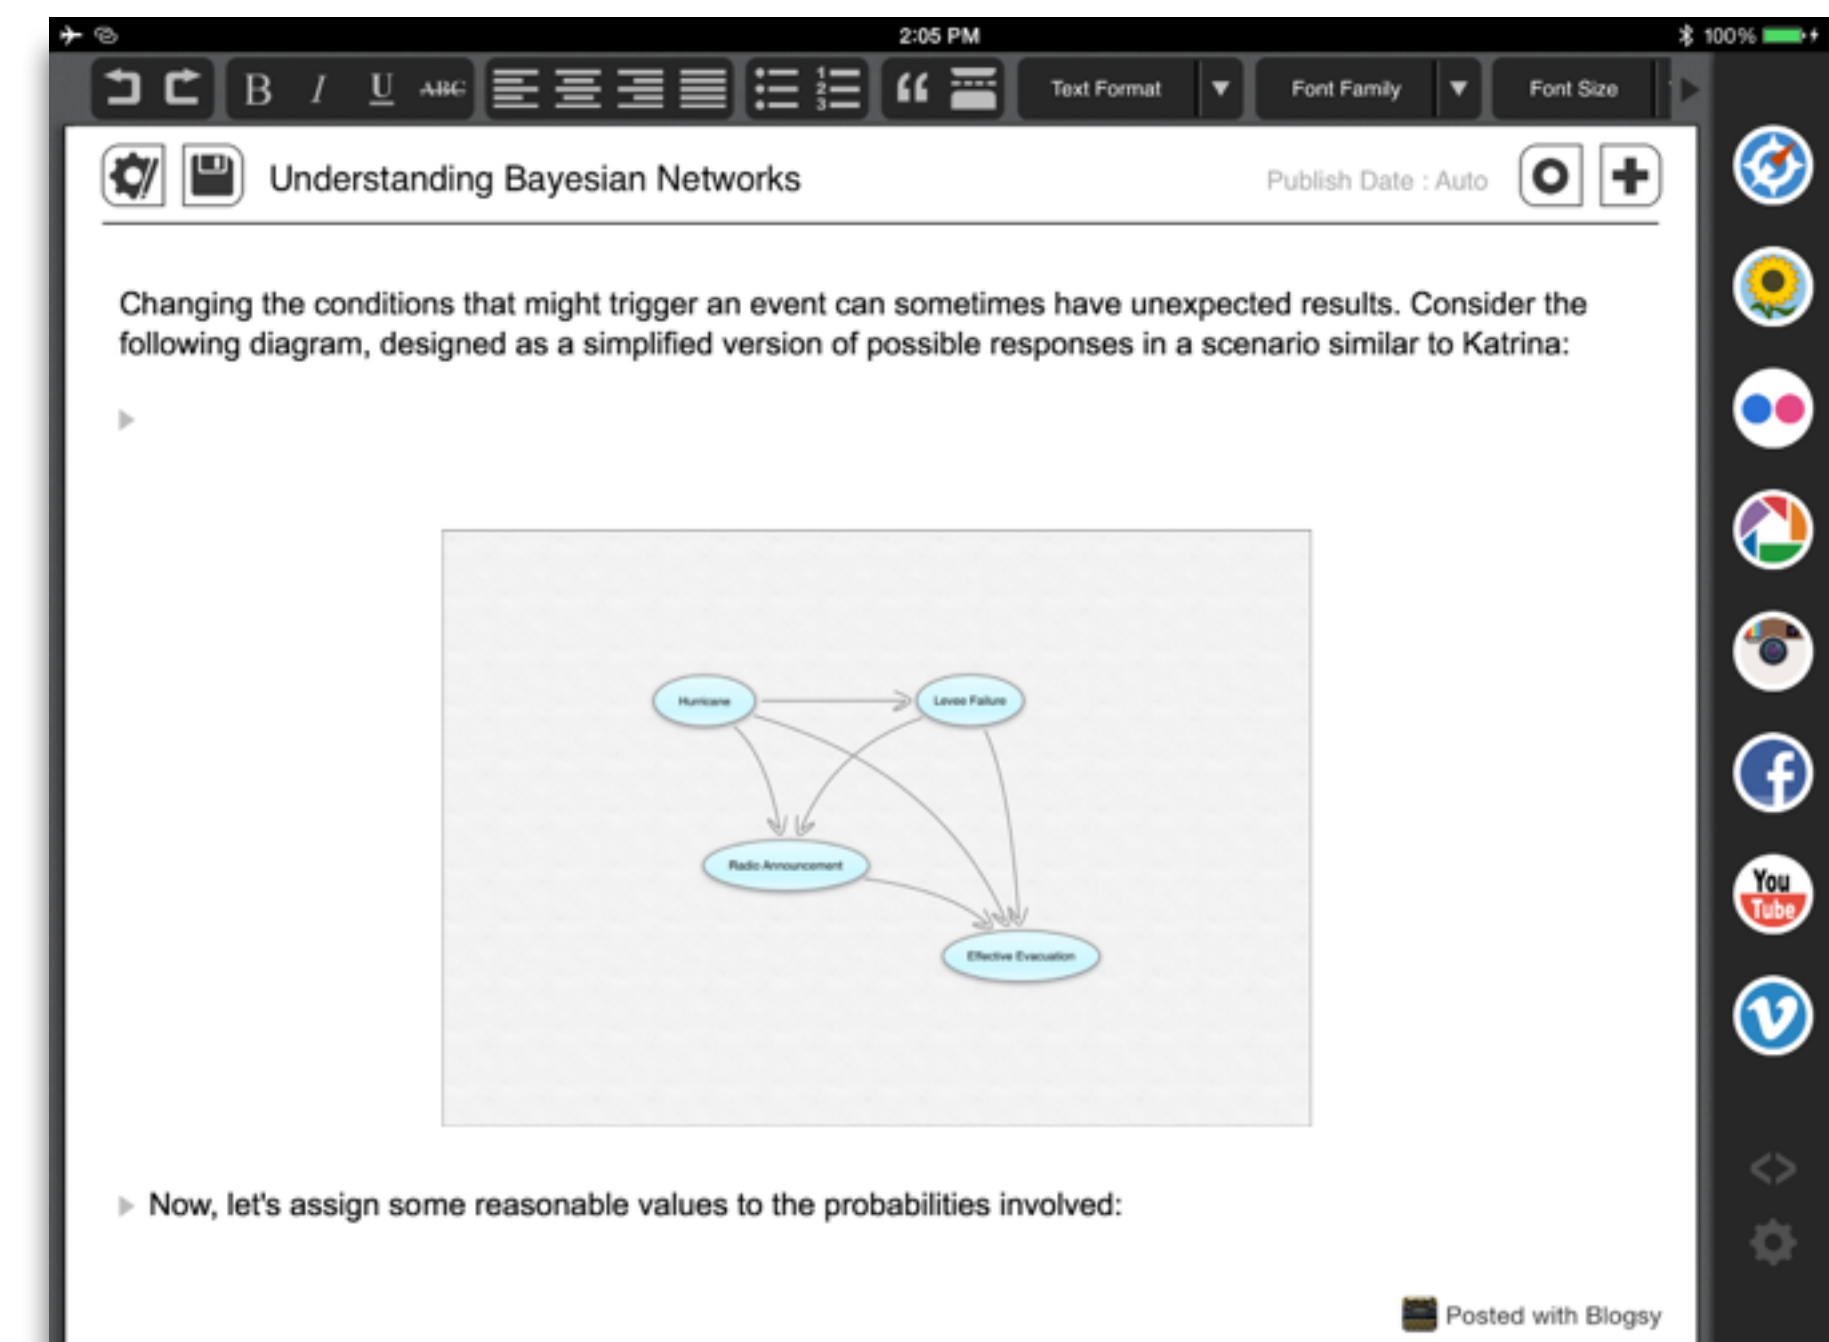 2:05 PM
100%
B I U ABC
1
2
3
Text Format
Font Family
Font Size
Understanding Bayesian Networks
Publish Date : Auto
Changing the conditions that might trigger an event can sometimes have unexpected results. Consider the
following diagram, designed as a simplified version of possible responses in a scenario similar to Katrina:
Hurricane
Levee Failure
Radio Announcement
Effective Evacuation
You
Tube
Now, let's assign some reasonable values to the probabilities involved:
Posted with Blogsy